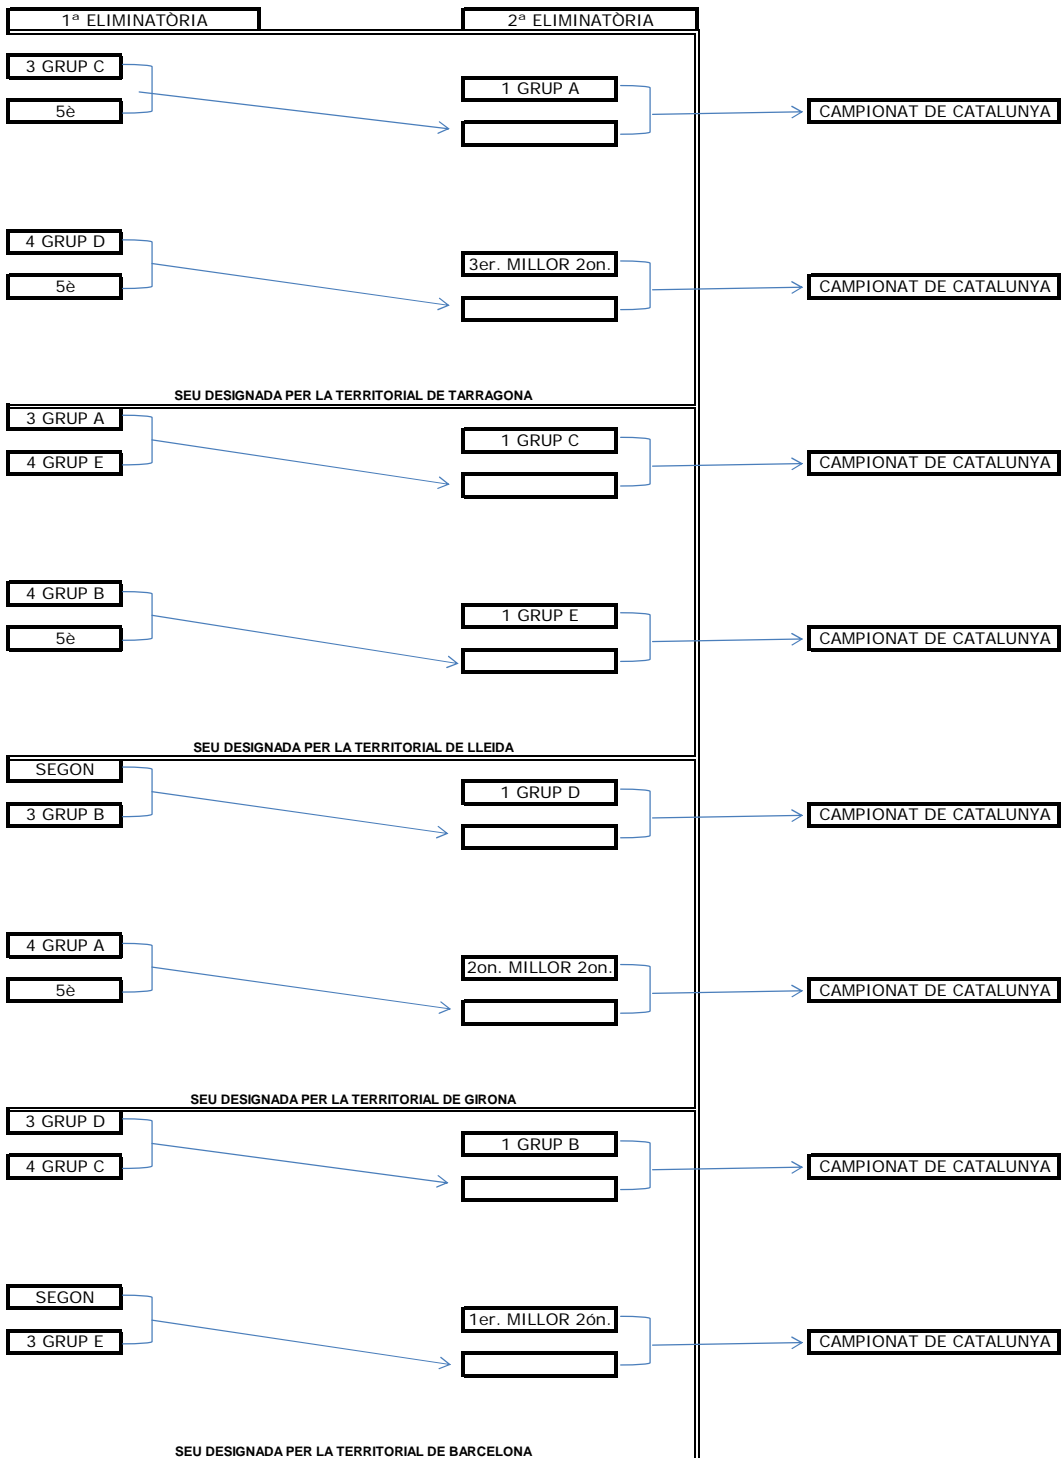 1ª ELIMINATÒRIA
2ª ELIMINATÒRIA
3 GRUP C
1 GRUP A
5è
CAMPIONAT DE CATALUNYA
4 GRUP D
3er. MILLOR 2on.
5è
CAMPIONAT DE CATALUNYA
SEU DESIGNADA PER LA TERRITORIAL DE TARRAGONA
3 GRUP A
1 GRUP C
4 GRUP E
CAMPIONAT DE CATALUNYA
4 GRUP B
1 GRUP E
5è
CAMPIONAT DE CATALUNYA
SEU DESIGNADA PER LA TERRITORIAL DE LLEIDA
SEGON
1 GRUP D
3 GRUP B
CAMPIONAT DE CATALUNYA
4 GRUP A
2on. MILLOR 2on.
5è
CAMPIONAT DE CATALUNYA
SEU DESIGNADA PER LA TERRITORIAL DE GIRONA
3 GRUP D
1 GRUP B
4 GRUP C
CAMPIONAT DE CATALUNYA
SEGON
1er. MILLOR 2ón.
3 GRUP E
CAMPIONAT DE CATALUNYA
SEU DESIGNADA PER LA TERRITORIAL DE BARCELONA